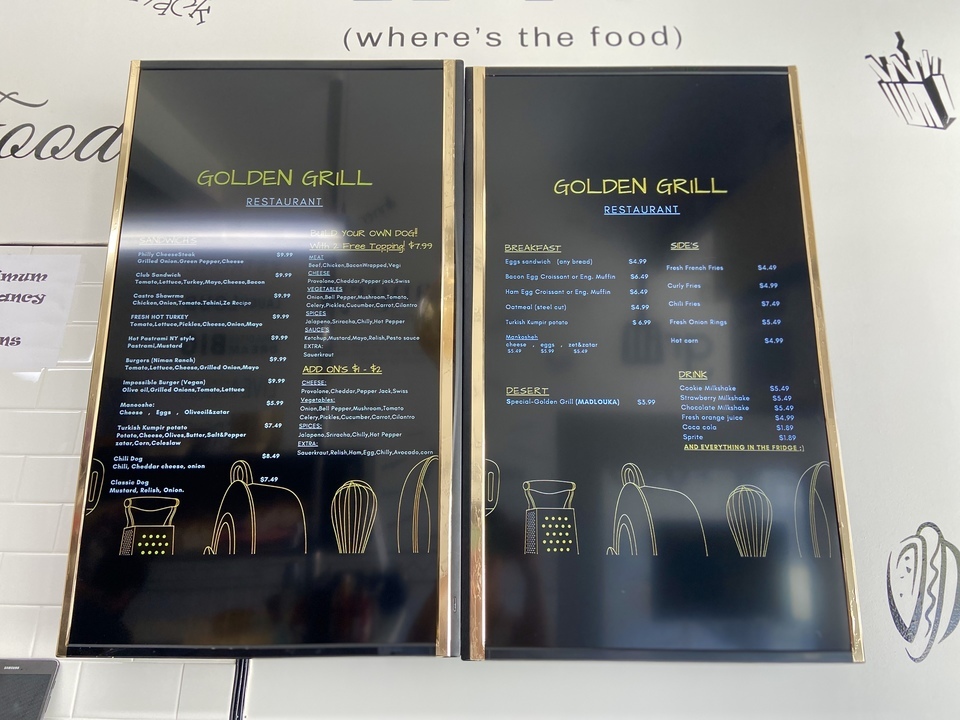 (where's the food)
Food
imum
ancy
ns
GOLDEN GRILL
RESTAURANT
SANDWICHES
Philly CheeseSteak $9.99
Grilled Onion,Green Pepper,Cheese
Club Sandwich $9.99
Tomato,Lettuce,Turkey,Mayo,Cheese,Bacon
Castro Shawrma $9.99
Chicken,Onion,Tomato,Tahini,Ze Recipe
FRESH HOT TURKEY $9.99
Tomato,Lettuce,Pickles,Cheese,Onion,Mayo
Hot Pastrami NY style $9.99
Pastrami,Mustard
Burgers (Niman Ranch) $9.99
Tomato,Lettuce,Cheese,Grilled Onion,Mayo
Impossible Burger (Vegan) $9.99
Olive oil,Grilled Onions,Tomato,Lettuce
Manoeshe: $5.99
Cheese , Eggs , Oliveoil&zatar
Turkish Kumpir potato $7.49
Potato,Cheese,Olives,Butter,Salt&Pepper
zatar,Corn,Coleslaw
Chili Dog $8.49
Chili, Cheddar cheese, onion
Classic Dog $7.49
Mustard, Relish, Onion.
BUILD YOUR OWN DOG!!
With 2 Free Topping! $7.99
MEAT
Beef,Chicken,BaconWrapped,Vegi
CHEESE
Pravolone,Cheddar,Pepper jack,Swiss
VEGETABLES
Onion,Bell Pepper,Mushroom,Tomato,
Celery,Pickles,Cucumber,Carrot,Cilantro
SPICES
Jalapeno,Sriracha,Chilly,Hot Pepper
SAUCE'S
Ketchup,Mustard,Mayo,Relish,Pesto sauce
EXTRA:
Sauerkraut
ADD ON'S $1 - $2
CHEESE:
Pravolone,Cheddar,Pepper Jack,Swiss
Vegetables:
Onion,Bell Pepper,Mushroom,Tomato
Celery,Pickles,Cucumber,Carrot,Cilantro
SPICES:
Jalapeno,Sriracha,Chilly,Hot Pepper
EXTRA:
Sauerkraut,Relish,Ham,Egg,Chilly,Avocado,corn
GOLDEN GRILL
RESTAURANT
BREAKFAST
Eggs sandwich (any bread) $4.99
Bacon Egg Croissant or Eng. Muffin $6.49
Ham Egg Croissant or Eng. Muffin $6.49
Oatmeal (steel cut) $4.99
Turkish Kumpir potato $ 6.99
Mankosheh
cheese , eggs , zet&zatar
$5.49 $5.99 $5.49
DESERT
Special-Golden Grill (MADLOUKA) $3.99
SIDE'S
Fresh French Fries $4.49
Curly Fries $4.99
Chili Fries $7.49
Fresh Onion Rings $5.49
Hot corn $4.99
DRINK
Cookie Milkshake $5.49
Strawberry Milkshake $5.49
Chocolate Milkshake $5.49
Fresh orange juice $4.99
Coca cola $1.89
Sprite $1.89
AND EVERYTHING IN THE FRIDGE :)
SAMSUNG